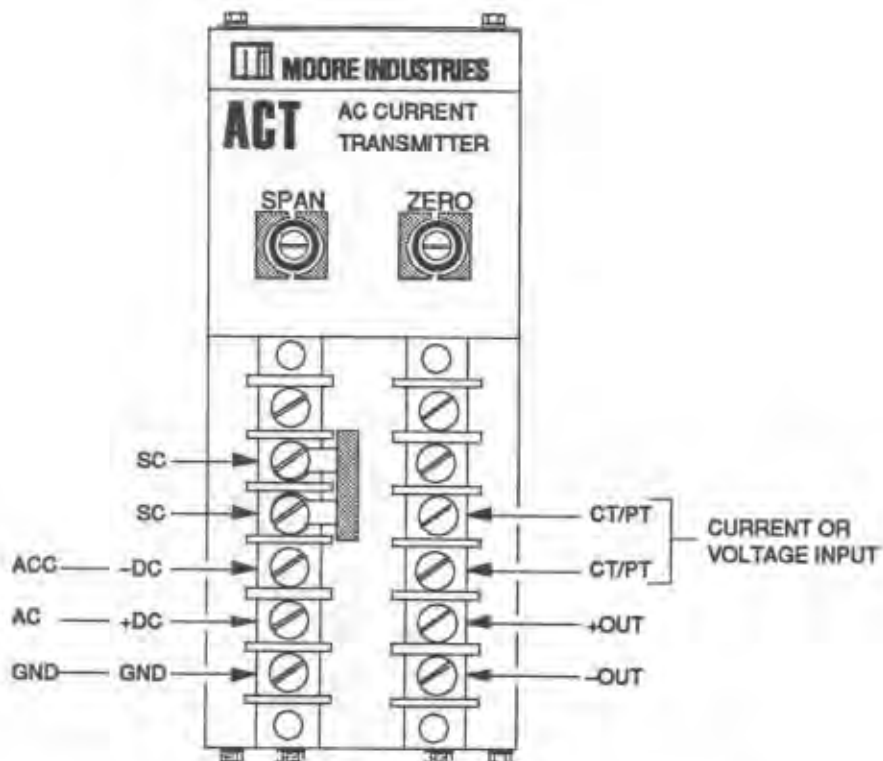 MOORE INDUSTRIES
ACT
AC CURRENT
TRANSMITTER
SPAN
ZERO
SC
SC
ACC
-DC
AC
+DC
GND
GND
CT/PT
CT/PT
CURRENT OR
VOLTAGE INPUT
+OUT
-OUT